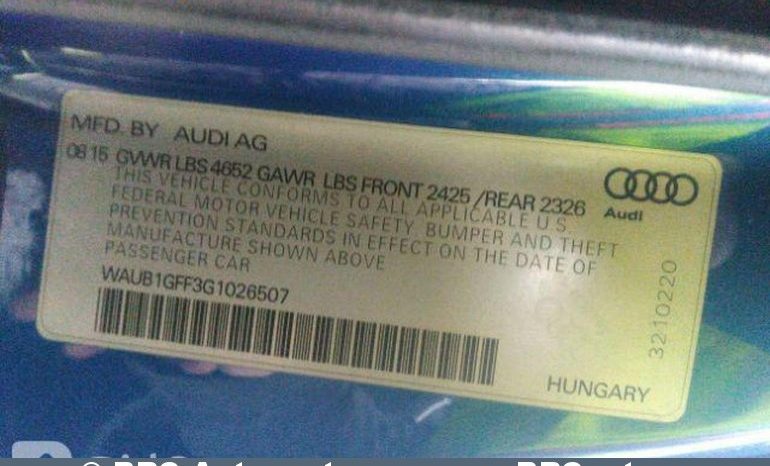 MFD. BY AUDI AG
08 15 GVWR LBS 4652 GAWR LBS FRONT 2425 /REAR 2326
THIS VEHICLE CONFORMS TO ALL APPLICABLE U.S.
FEDERAL MOTOR VEHICLE SAFETY, BUMPER AND THEFT
PREVENTION STANDARDS IN EFFECT ON THE DATE OF
MANUFACTURE SHOWN ABOVE
PASSENGER CAR
WAUB1GFF3G1026507
Audi
3210220
HUNGARY